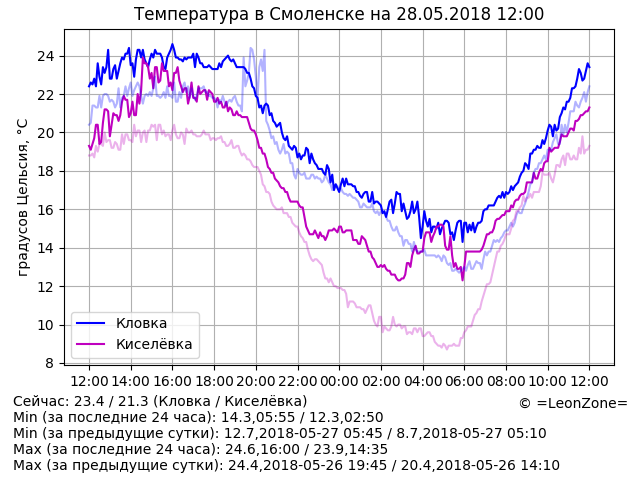 Температура в Смоленске на 28.05.2018 12:00
градусов Цельсия, °C
24
22
20
18
16
14
12
10
8
Кловка
Киселёвка
12:00 14:00 16:00 18:00 20:00 22:00 00:00 02:00 04:00 06:00 08:00 10:00 12:00
Сейчас: 23.4 / 21.3 (Кловка / Киселёвка)
© =LeonZone=
Min (за последние 24 часа): 14.3,05:55 / 12.3,02:50
Min (за предыдущие сутки): 12.7,2018-05-27 05:45 / 8.7,2018-05-27 05:10
Max (за последние 24 часа): 24.6,16:00 / 23.9,14:35
Max (за предыдущие сутки): 24.4,2018-05-26 19:45 / 20.4,2018-05-26 14:10